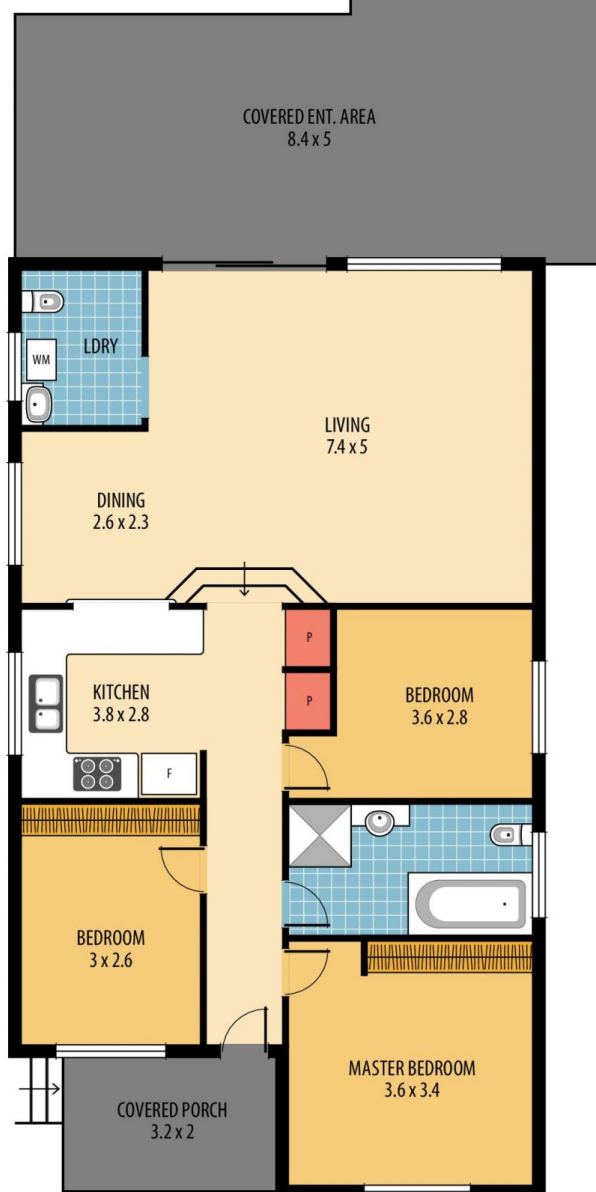 COVERED ENT. AREA
8.4 x 5
LDRY
WM
LIVING
7.4 x 5
DINING
2.6 x 2.3
P
KITCHEN
3.8 x 2.8
P
BEDROOM
3.6 x 2.8
F
BEDROOM
3 x 2.6
MASTER BEDROOM
3.6 x 3.4
COVERED PORCH
3.2 x 2